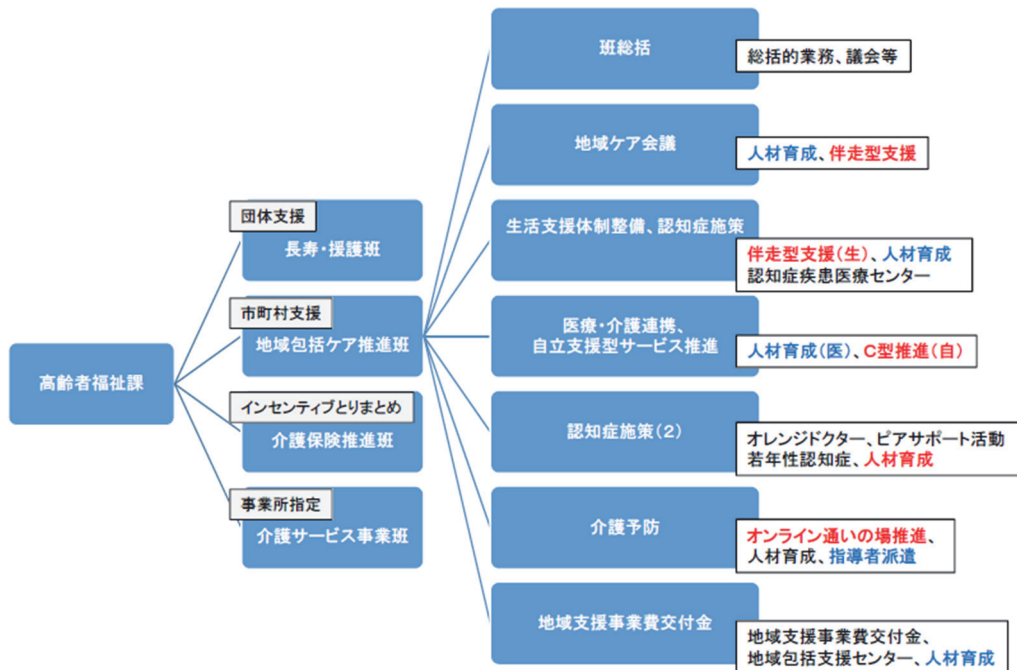 高齢者福祉課
団体支援
長寿・援護班
市町村支援
地域包括ケア推進班
インセンティブとりまとめ
介護保険推進班
事業所指定
介護サービス事業班
班総括
総括的業務、議会等
地域ケア会議
人材育成、伴走型支援
生活支援体制整備、認知症施策
伴走型支援(生)、人材育成
認知症疾患医療センター
医療・介護連携、
自立支援型サービス推進
人材育成(医)、C型推進(自)
認知症施策(2)
オレンジドクター、ピアサポート活動
若年性認知症、人材育成
介護予防
オンライン通いの場推進、
人材育成、指導者派遣
地域支援事業費交付金
地域支援事業費交付金、
地域包括支援センター、人材育成